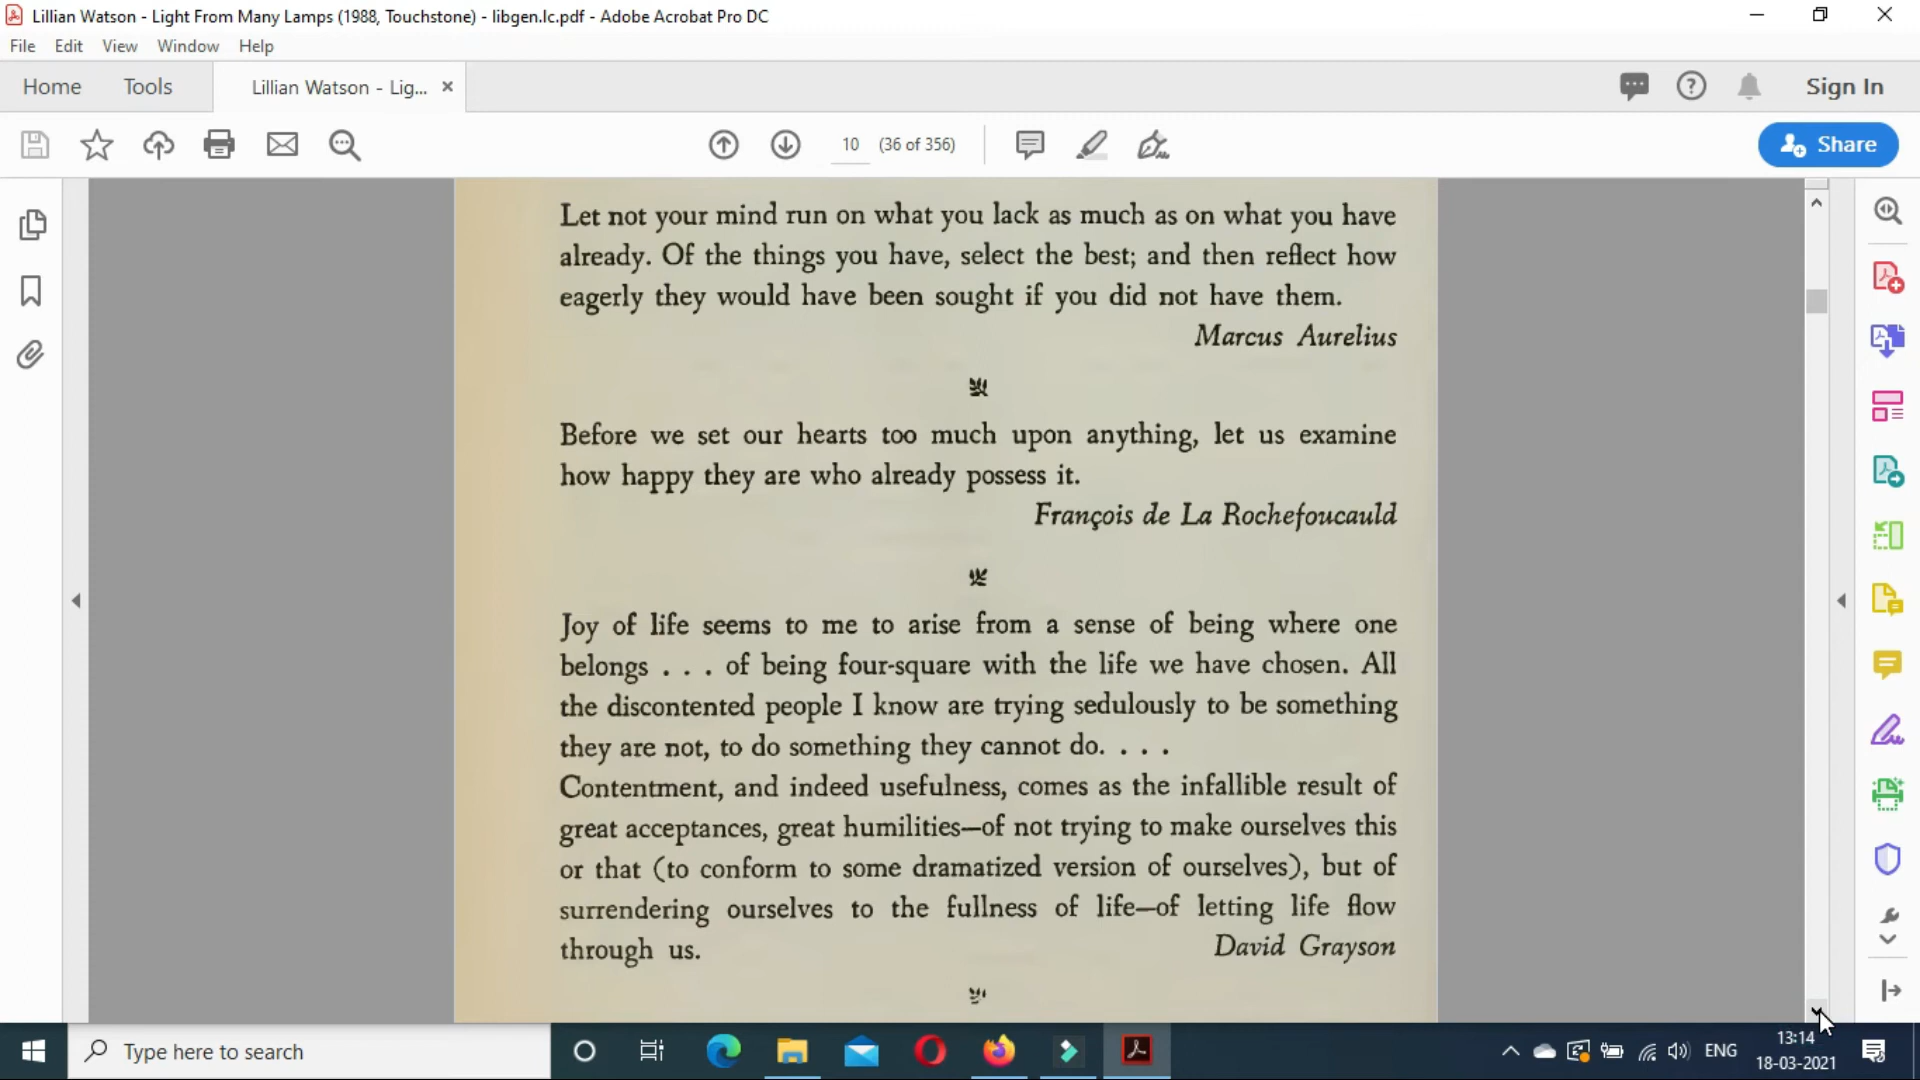 Lillian Watson - Light From Many Lamps (1988, Touchstone) - libgen.lc.pdf - Adobe Acrobat Pro DC
File Edit View Window Help
Home Tools Lillian Watson - Lig... × Sign In
10 (36 of 356) Share
Let not your mind run on what you lack as much as on what you have
already. Of the things you have, select the best; and then reflect how
eagerly they would have been sought if you did not have them.
Marcus Aurelius
Before we set our hearts too much upon anything, let us examine
how happy they are who already possess it.
François de La Rochefoucauld
Joy of life seems to me to arise from a sense of being where one
belongs . . . of being four-square with the life we have chosen. All
the discontented people I know are trying sedulously to be something
they are not, to do something they cannot do. . . .
Contentment, and indeed usefulness, comes as the infallible result of
great acceptances, great humilities—of not trying to make ourselves this
or that (to conform to some dramatized version of ourselves), but of
surrendering ourselves to the fullness of life—of letting life flow
through us. David Grayson
Type here to search
ENG
13:14
18-03-2021